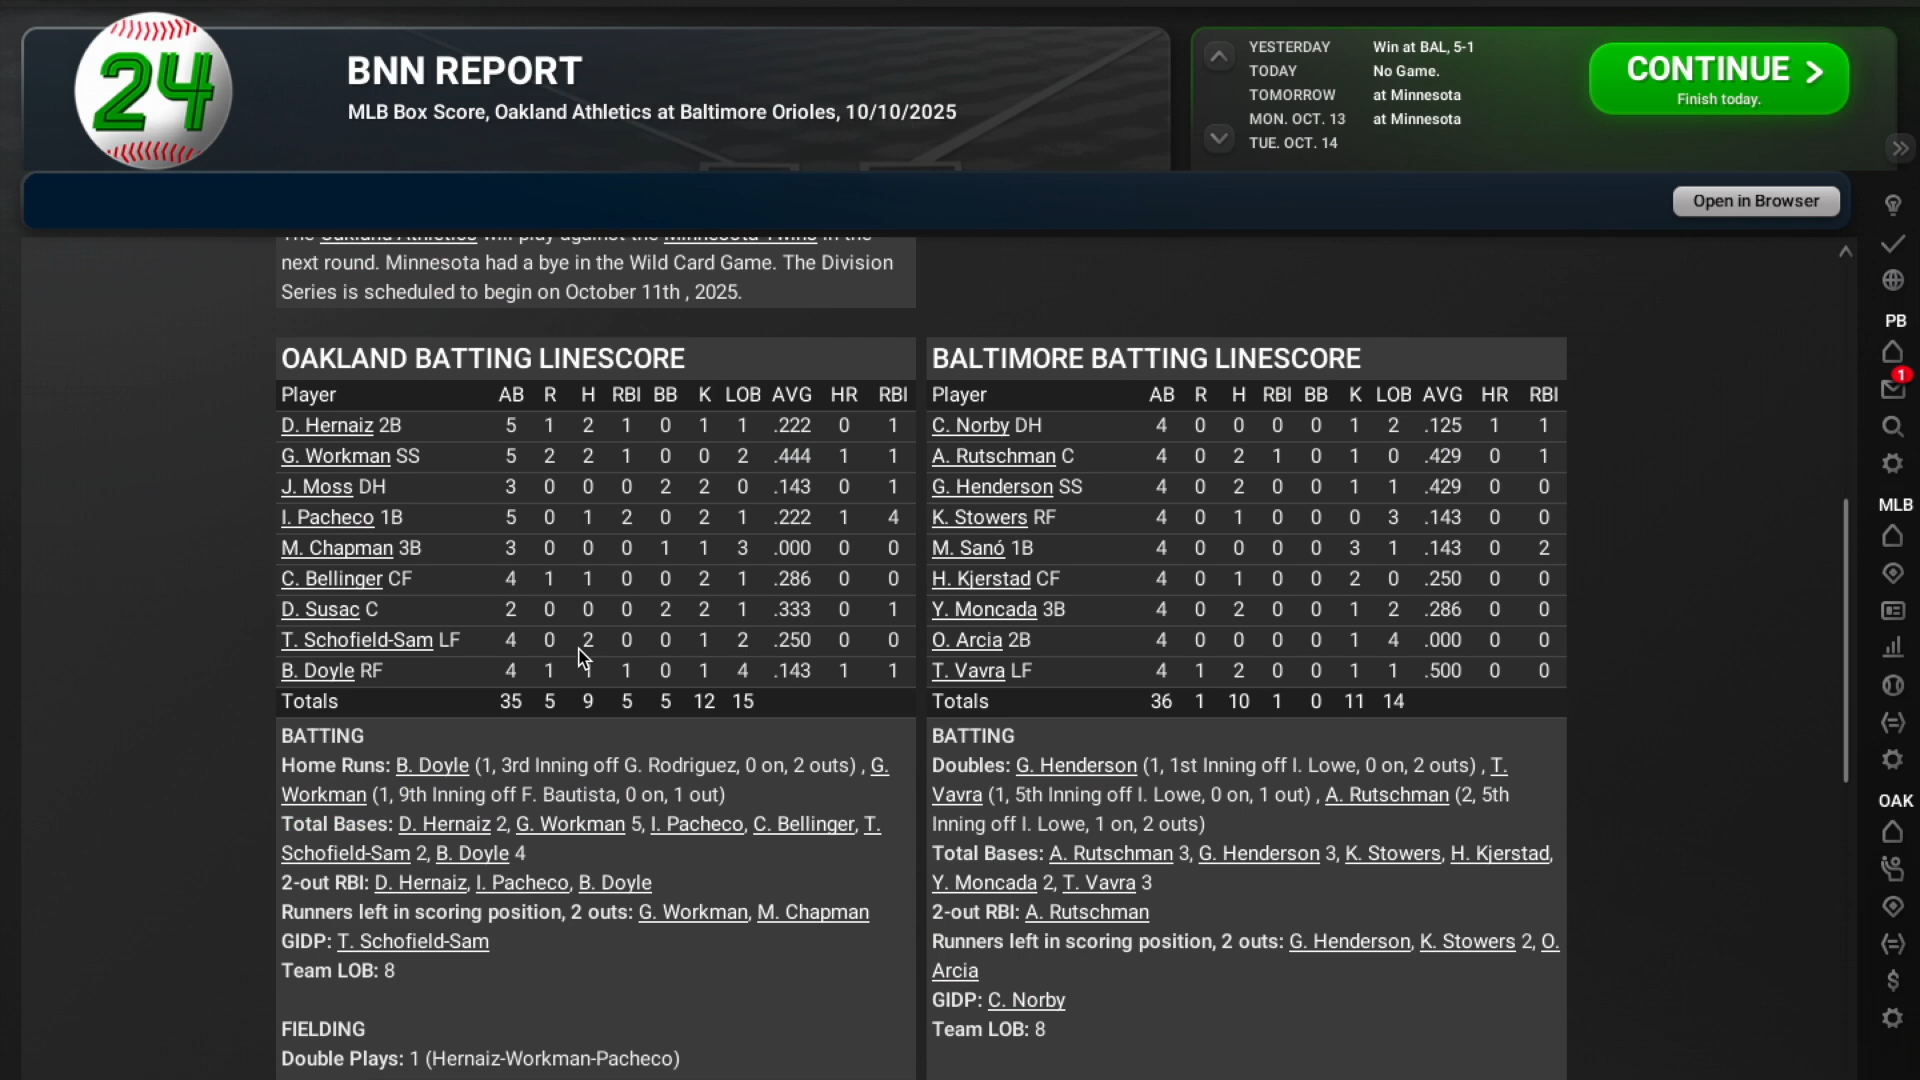 24
BNN REPORT
MLB Box Score, Oakland Athletics at Baltimore Orioles, 10/10/2025
YESTERDAY Win at BAL, 5-1
TODAY No Game.
TOMORROW at Minnesota
MON. OCT. 13 at Minnesota
TUE. OCT. 14
CONTINUE
Finish today.
Open in Browser
The Oakland Athletics will play against the Minnesota Twins in the
next round. Minnesota had a bye in the Wild Card Game. The Division
Series is scheduled to begin on October 11th , 2025.
OAKLAND BATTING LINESCORE
Player AB R H RBI BB K LOB AVG HR RBI
D. Hernaiz 2B 5 1 2 1 0 1 1 .222 0 1
G. Workman SS 5 2 2 1 0 0 2 .444 1 1
J. Moss DH 3 0 0 0 2 2 0 .143 0 1
I. Pacheco 1B 5 0 1 2 0 2 1 .222 1 4
M. Chapman 3B 3 0 0 0 1 1 3 .000 0 0
C. Bellinger CF 4 1 1 0 0 2 1 .286 0 0
D. Susac C 2 0 0 0 2 2 1 .333 0 1
T. Schofield-Sam LF 4 0 2 0 0 1 2 .250 0 0
B. Doyle RF 4 1 1 1 0 1 4 .143 1 1
Totals 35 5 9 5 5 12 15
BATTING
Home Runs: B. Doyle (1, 3rd Inning off G. Rodriguez, 0 on, 2 outs) , G.
Workman (1, 9th Inning off F. Bautista, 0 on, 1 out)
Total Bases: D. Hernaiz 2, G. Workman 5, I. Pacheco, C. Bellinger, T.
Schofield-Sam 2, B. Doyle 4
2-out RBI: D. Hernaiz, I. Pacheco, B. Doyle
Runners left in scoring position, 2 outs: G. Workman, M. Chapman
GIDP: T. Schofield-Sam
Team LOB: 8
FIELDING
Double Plays: 1 (Hernaiz-Workman-Pacheco)
BALTIMORE BATTING LINESCORE
Player AB R H RBI BB K LOB AVG HR RBI
C. Norby DH 4 0 0 0 0 1 2 .125 1 1
A. Rutschman C 4 0 2 1 0 1 0 .429 0 1
G. Henderson SS 4 0 2 0 0 1 1 .429 0 0
K. Stowers RF 4 0 1 0 0 0 3 .143 0 0
M. Sanó 1B 4 0 0 0 0 3 1 .143 0 2
H. Kjerstad CF 4 0 1 0 0 2 0 .250 0 0
Y. Moncada 3B 4 0 2 0 0 1 2 .286 0 0
O. Arcia 2B 4 0 0 0 0 1 4 .000 0 0
T. Vavra LF 4 1 2 0 0 1 1 .500 0 0
Totals 36 1 10 1 0 11 14
BATTING
Doubles: G. Henderson (1, 1st Inning off I. Lowe, 0 on, 2 outs) , T.
Vavra (1, 5th Inning off I. Lowe, 0 on, 1 out) , A. Rutschman (2, 5th
Inning off I. Lowe, 1 on, 2 outs)
Total Bases: A. Rutschman 3, G. Henderson 3, K. Stowers, H. Kjerstad,
Y. Moncada 2, T. Vavra 3
2-out RBI: A. Rutschman
Runners left in scoring position, 2 outs: G. Henderson, K. Stowers 2, O.
Arcia
GIDP: C. Norby
Team LOB: 8
PB
1
MLB
OAK